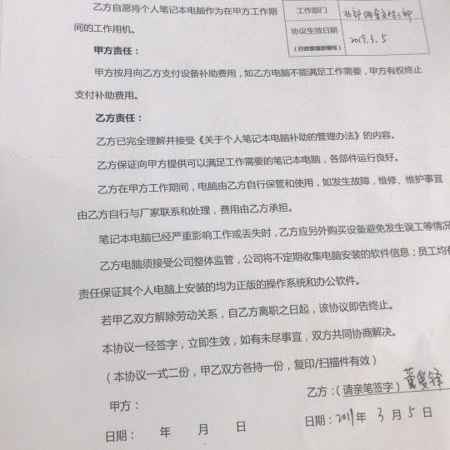 乙方自愿将个人笔记本电脑作为在甲方工作期
间的工作用机。
工作部门
协议生效日期
2019.3.5
甲方责任：
甲方按月向乙方支付设备补助费用，如乙方电脑不能满足工作需要，甲方有权终止
支付补助费用。
乙方责任：
乙方已完全理解并接受《关于个人笔记本电脑补助的管理办法》的内容。
乙方保证向甲方提供可以满足工作需要的笔记本电脑，各部件运行良好。
乙方在甲方工作期间，电脑由乙方自行保管和使用，如发生故障，维修、维护事宜
由乙方自行与厂家联系和处理，费用由乙方承担。
笔记本电脑已经严重影响工作或丢失时，乙方应另外购买设备避免发生误工等情况
乙方电脑须接受公司整体监管，公司将不定期收集电脑安装的软件信息；员工均有
责任保证其个人电脑上安装的均为正版的操作系统和办公软件。
若甲乙双方解除劳动关系，自乙方离职之日起，该协议即告终止。
本协议一经签字，立即生效，如有未尽事宜，双方共同协商解决。
（本协议一式二份，甲乙双方各持一份，复印/扫描件有效）
甲方：
乙方：（请亲笔签字）
日期： 年 月 日
日期：2019年 3 月 5 日